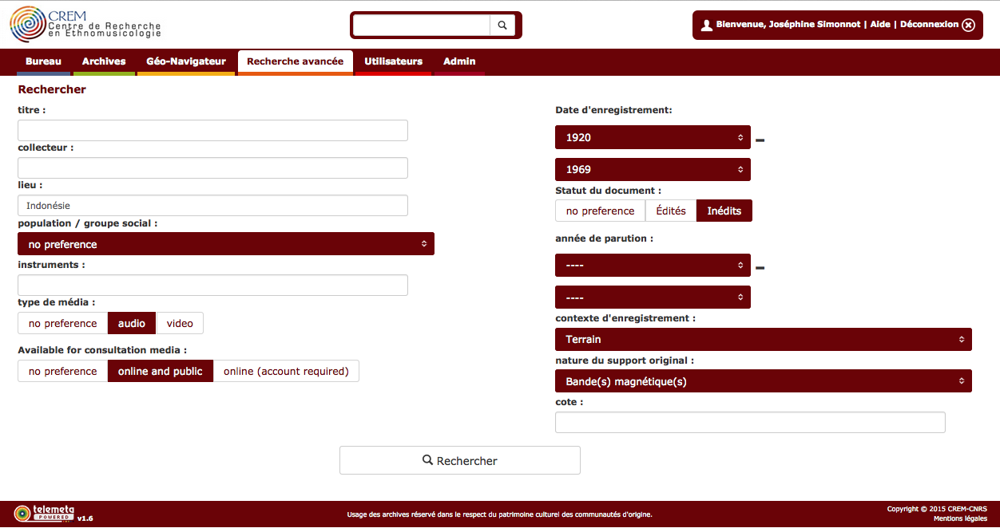 CREM
Centre de Recherche
en Ethnomusicologie
Bienvenue, Joséphine Simonnot | Aide | Déconnexion
Bureau Archives Géo-Navigateur Recherche avancée Utilisateurs Admin
Rechercher
titre :
collecteur :
lieu :
Indonésie
population / groupe social :
no preference
instruments :
type de média :
no preference audio video
Available for consultation media :
no preference online and public online (account required)
Date d'enregistrement:
1920
1969
Statut du document :
no preference Édités Inédits
année de parution :
----
----
contexte d'enregistrement :
Terrain
nature du support original :
Bande(s) magnétique(s)
cote :
Rechercher
telemeta
POWERED v1.6
Usage des archives réservé dans le respect du patrimoine culturel des communautés d'origine.
Copyright © 2015 CREM-CNRS
Mentions légales